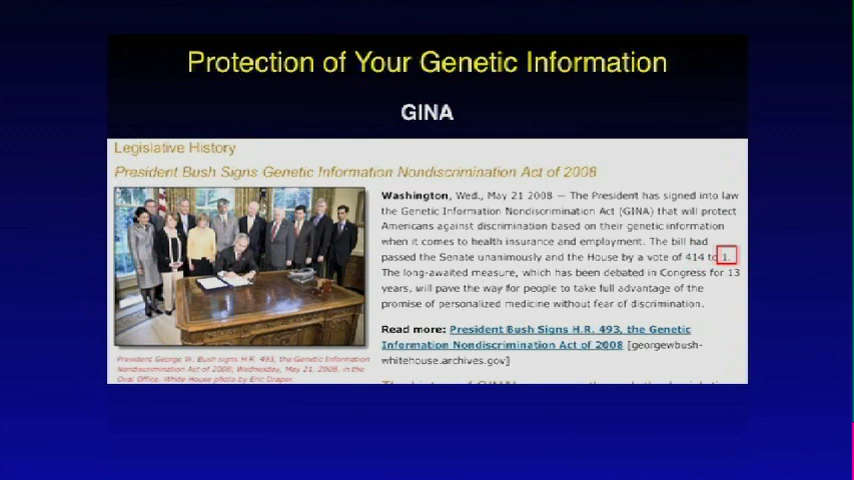 Protection of Your Genetic Information
GINA
Legislative History
President Bush Signs Genetic Information Nondiscrimination Act of 2008
Washington, Wed., May 21 2008 — The President has signed into law
the Genetic Information Nondiscrimination Act (GINA) that will protect
Americans against discrimination based on their genetic information
when it comes to health insurance and employment. The bill had
passed the Senate unanimously and the House by a vote of 414 to 1.
The long-awaited measure, which has been debated in Congress for 13
years, will pave the way for people to take full advantage of the
promise of personalized medicine without fear of discrimination.
Read more: President Bush Signs H.R. 493, the Genetic
Information Nondiscrimination Act of 2008 [georgewbush-
whitehouse.archives.gov]
President George W. Bush signs H.R. 493, the Genetic Information
Nondiscrimination Act of 2008, Wednesday, May 21, 2008, in the
Oval Office. White House photo by Eric Draper